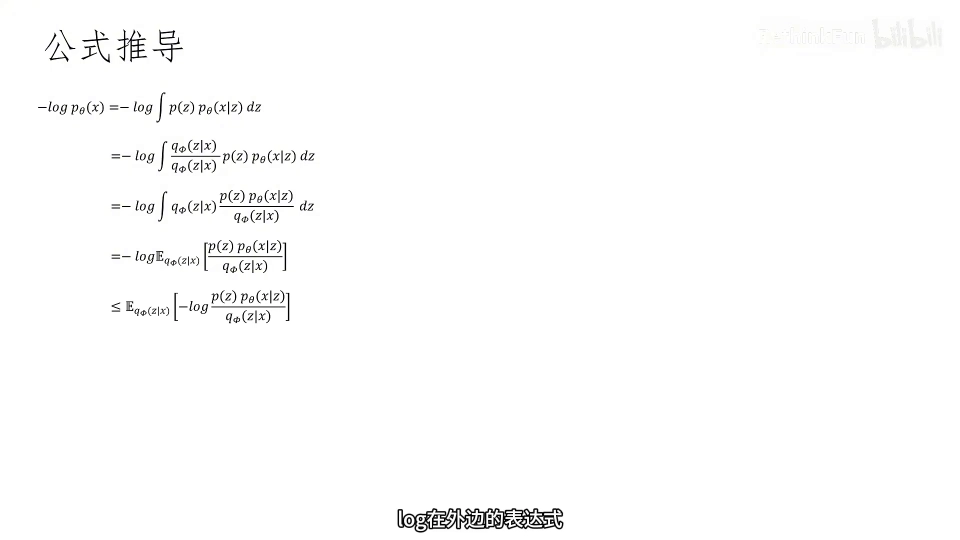 公式推导
bilibili
−log p_θ(x) =− log ∫ p(z) p_θ(x|z) dz
=− log ∫ q_Φ(z|x)/q_Φ(z|x) p(z) p_θ(x|z) dz
=− log ∫ q_Φ(z|x) p(z) p_θ(x|z)/q_Φ(z|x) dz
=− log𝔼_{q_Φ(z|x)} [p(z) p_θ(x|z)/q_Φ(z|x)]
≤ 𝔼_{q_Φ(z|x)} [−log p(z) p_θ(x|z)/q_Φ(z|x)]
log在外边的表达式